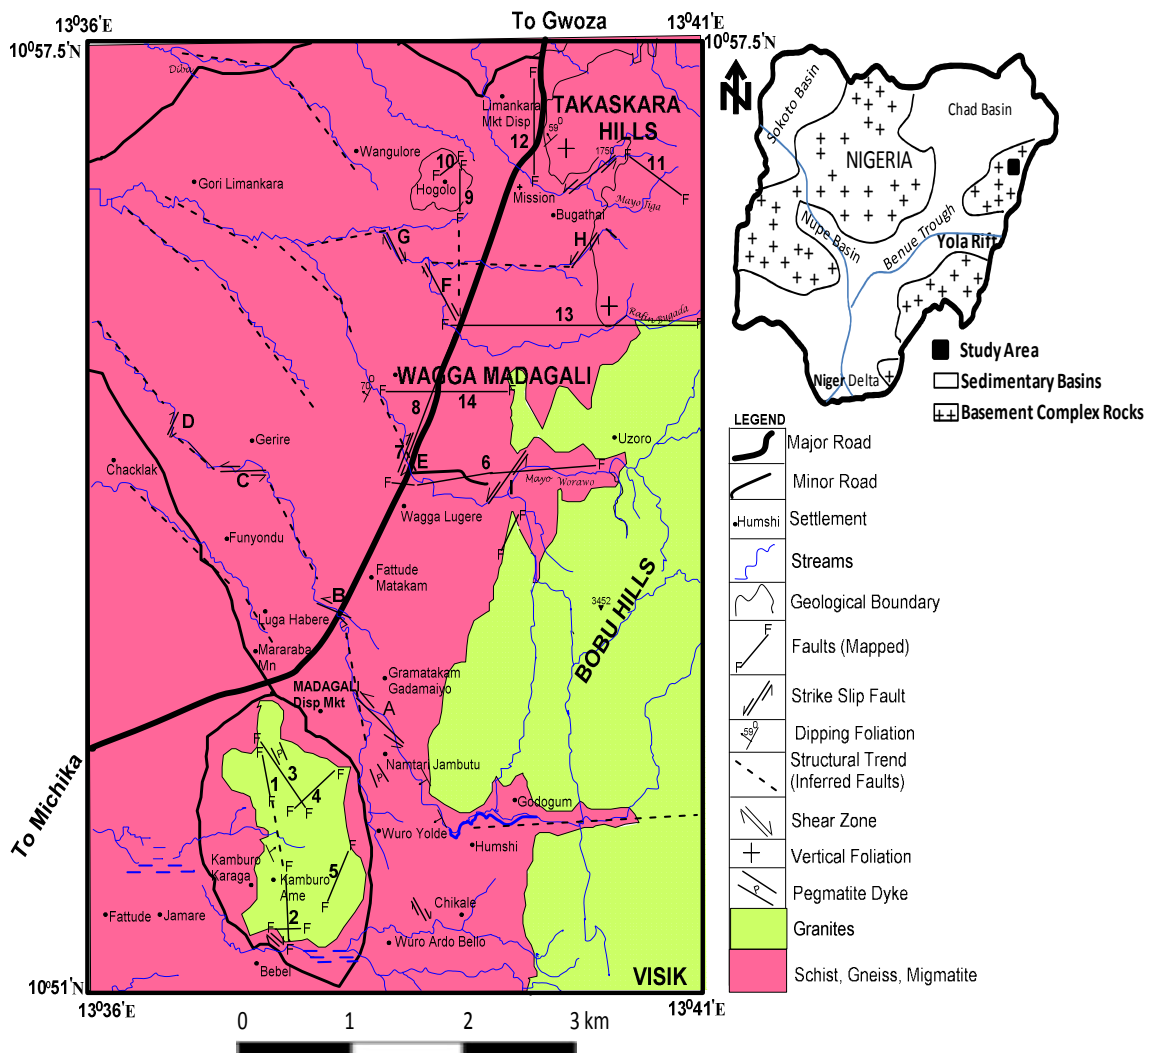 To Gwoza
13⁰36'E
13⁰41'E
10⁰57.5'N
10⁰57.5'N
Diba
F
Limankara
Mkt Disp
TAKASKARA
HILLS
12
59⁰
Wangulore
1750
F
11
10
F
F
F
Hogolo
Gori Limankara
9
F
Mission
Mayo Jiga
F
F
Bugathai
G
H
F
F
F
13
Rafin Bugada
F
WAGGA MADAGALI
70⁰
F
14
F
8
D
Gerire
Uzoro
7
E
6
F
Chacklak
C
F
Mayo Worawo
Wagga Lugere
F
F
Funyondu
Fattude
Matakam
BOBU HILLS
3452
B
Luga Habere
Mararaba
Mn
Gramatakam
Gadamaiyo
MADAGALI
Disp Mkt
A
F
F
P
Namtari Jambutu
P
3
F
1
4
F
F
F
Godogum
To Michika
Wuro Yolde
Humshi
F
Kamburo
Karaga
F
Kamburo
Ame
5
F
Chikale
Fattude
Jamare
2
F
F
F
Wuro Ardo Bello
Bebel
VISIK
10⁰51'N
13⁰36'E
13⁰41'E
0
1
2
3 km
N
Sokoto Basin
Chad Basin
NIGERIA
Nupe Basin
Benue Trough
Yola Rift
Niger Delta
Study Area
Sedimentary Basins
Basement Complex Rocks
LEGEND
Major Road
Minor Road
Humshi
Settlement
Streams
Geological Boundary
F
F
Faults (Mapped)
Strike Slip Fault
59⁰
Dipping Foliation
Structural Trend
(Inferred Faults)
Shear Zone
Vertical Foliation
P
Pegmatite Dyke
Granites
Schist, Gneiss, Migmatite